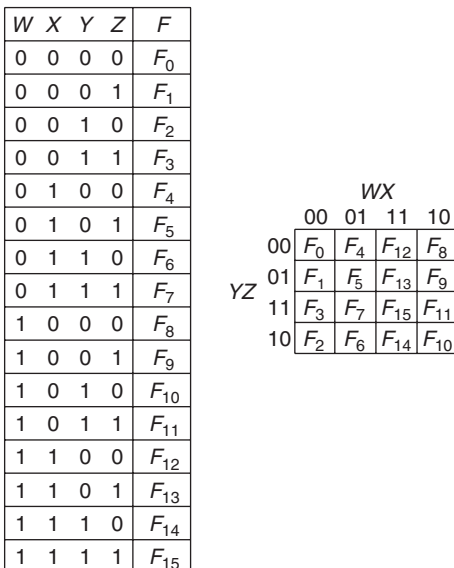 W X Y Z F
0 0 0 0 F0
0 0 0 1 F1
0 0 1 0 F2
0 0 1 1 F3
0 1 0 0 F4
0 1 0 1 F5
0 1 1 0 F6
0 1 1 1 F7
1 0 0 0 F8
1 0 0 1 F9
1 0 1 0 F10
1 0 1 1 F11
1 1 0 0 F12
1 1 0 1 F13
1 1 1 0 F14
1 1 1 1 F15
WX
00 01 11 10
00 F0 F4 F12 F8
01 F1 F5 F13 F9
YZ
11 F3 F7 F15 F11
10 F2 F6 F14 F10